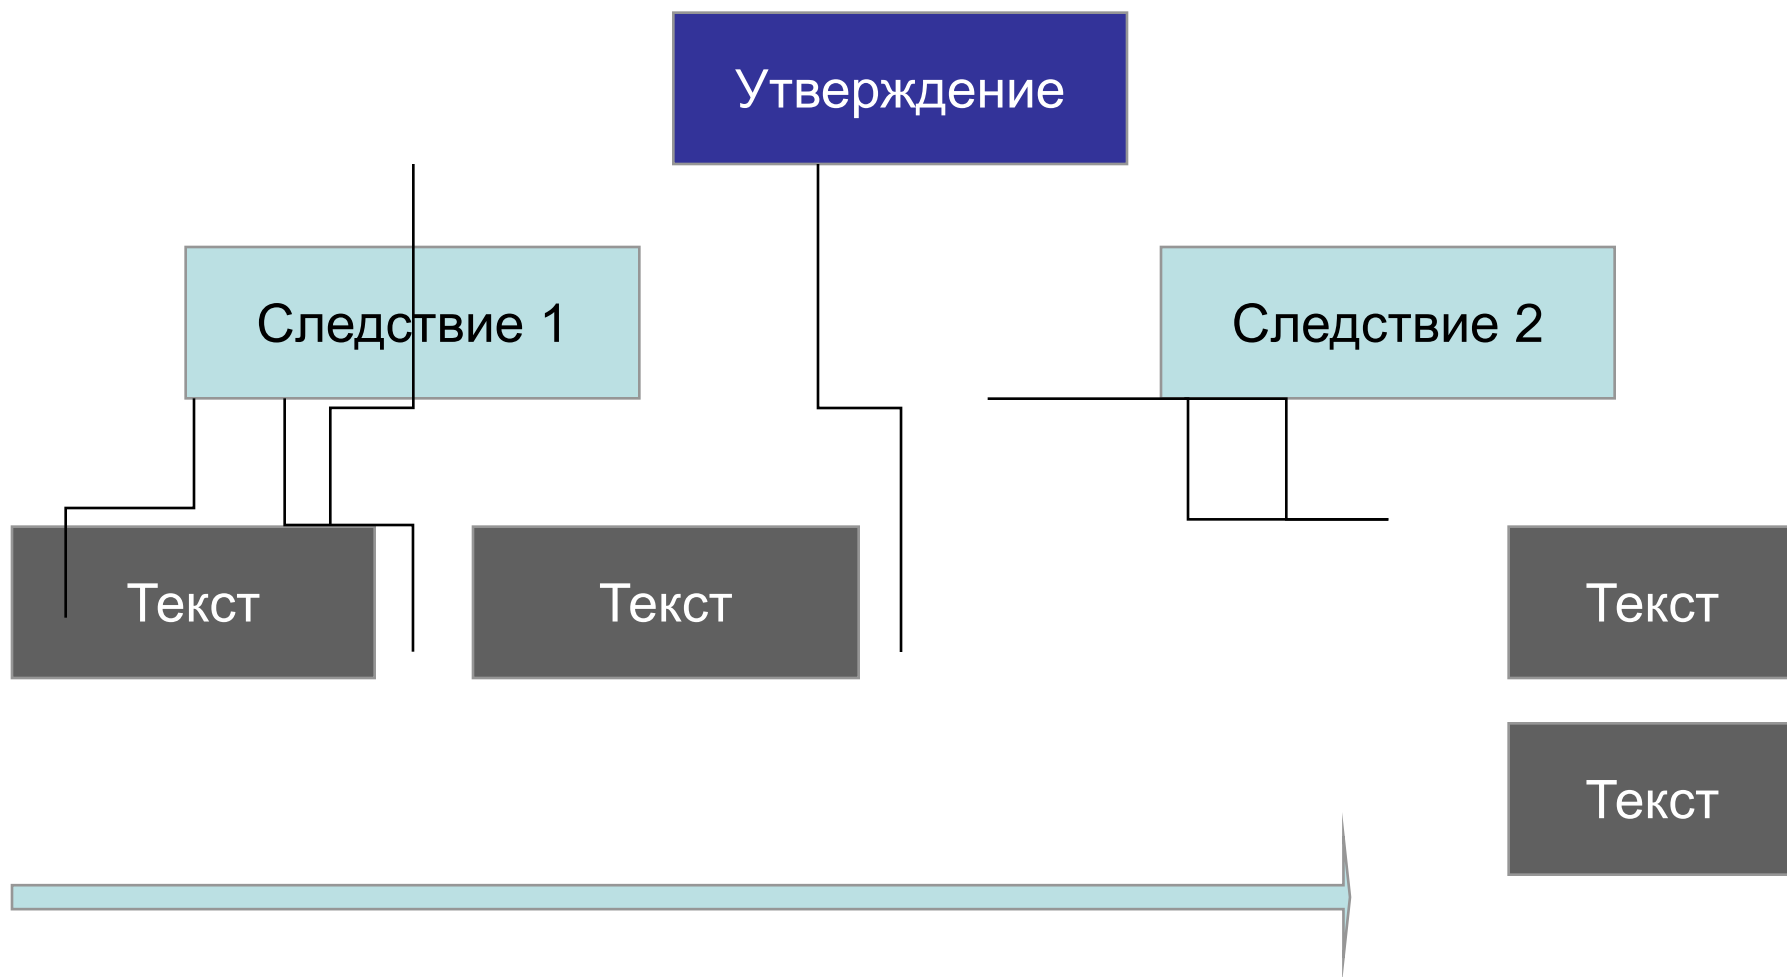 Утверждение
Следствие 1
Следствие 2
Текст
Текст
Текст
Текст